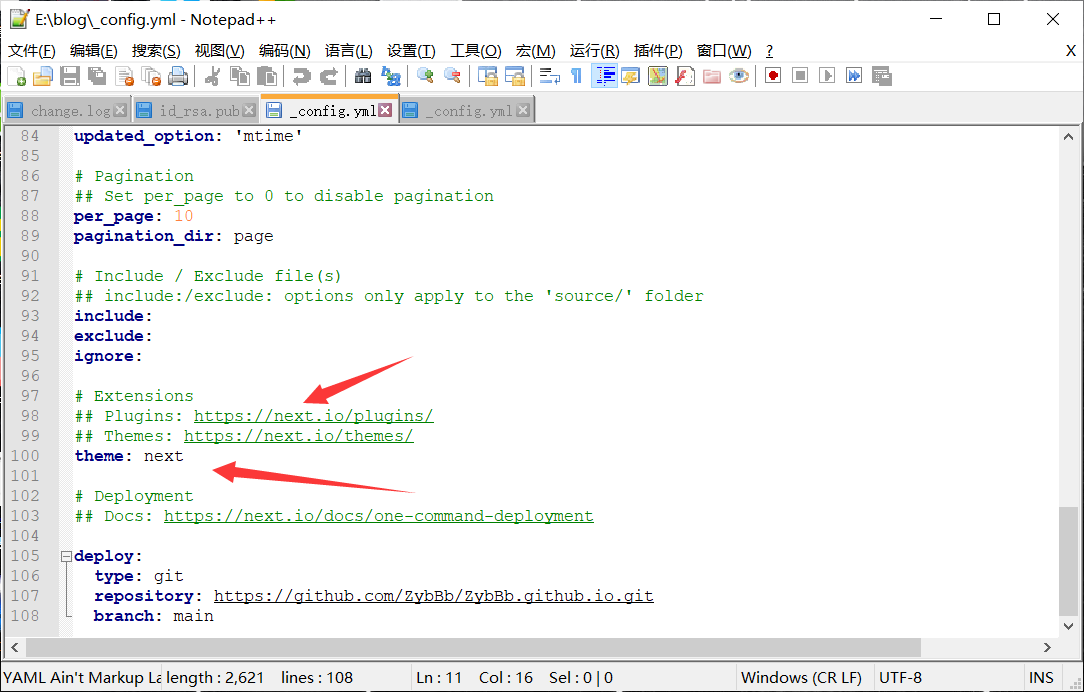 E:\blog\_config.yml - Notepad++
文件(F) 编辑(E) 搜索(S) 视图(V) 编码(N) 语言(L) 设置(T) 工具(O) 宏(M) 运行(R) 插件(P) 窗口(W) ? X
change.log id_rsa.pub _config.yml _config.yml
84 updated_option: 'mtime'
85
86 # Pagination
87 ## Set per_page to 0 to disable pagination
88 per_page: 10
89 pagination_dir: page
90
91 # Include / Exclude file(s)
92 ## include:/exclude: options only apply to the 'source/' folder
93 include:
94 exclude:
95 ignore:
96
97 # Extensions
98 ## Plugins: https://next.io/plugins/
99 ## Themes: https://next.io/themes/
100 theme: next
101
102 # Deployment
103 ## Docs: https://next.io/docs/one-command-deployment
104
105 deploy:
106 type: git
107 repository: https://github.com/ZybBb/ZybBb.github.io.git
108 branch: main
YAML Ain't Markup La length : 2,621 lines : 108 Ln : 11 Col : 16 Sel : 0 | 0 Windows (CR LF) UTF-8 INS